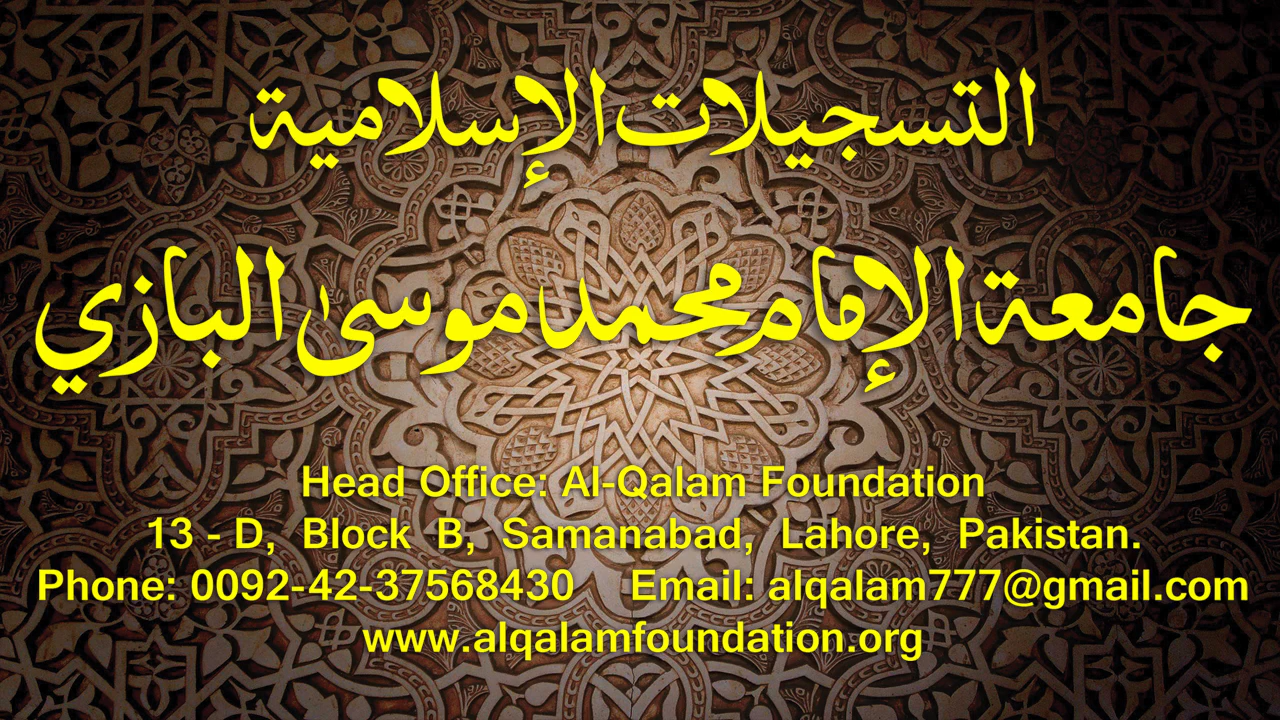 التسجيلات الإسلامية
جامعة الإمام محمد موسىٰ البازي
Head Office: Al-Qalam Foundation
13 - D, Block B, Samanabad, Lahore, Pakistan.
Phone: 0092-42-37568430 Email: alqalam777@gmail.com
www.alqalamfoundation.org